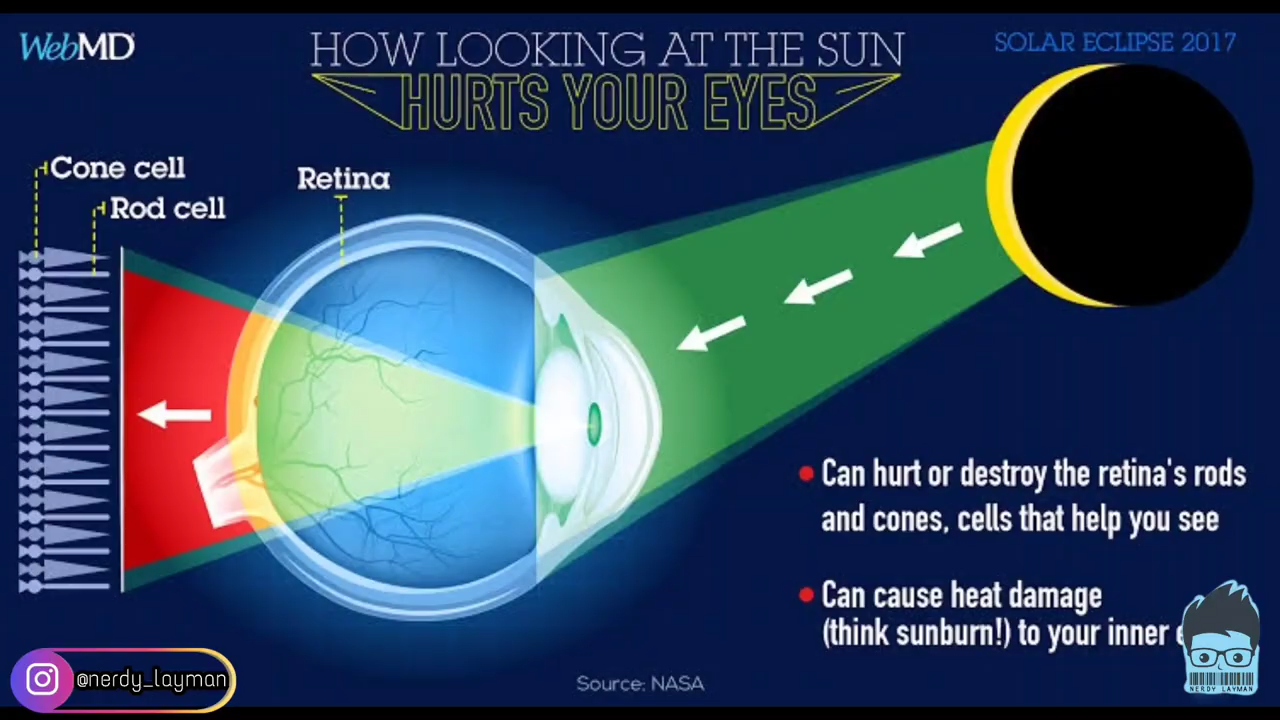 WebMD
HOW LOOKING AT THE SUN
HURTS YOUR EYES
SOLAR ECLIPSE 2017
Cone cell
Rod cell
Retina
Can hurt or destroy the retina's rods
and cones, cells that help you see
Can cause heat damage
(think sunburn!) to your inner
@nerdy_layman
Source: NASA
NERDY LAYMAN